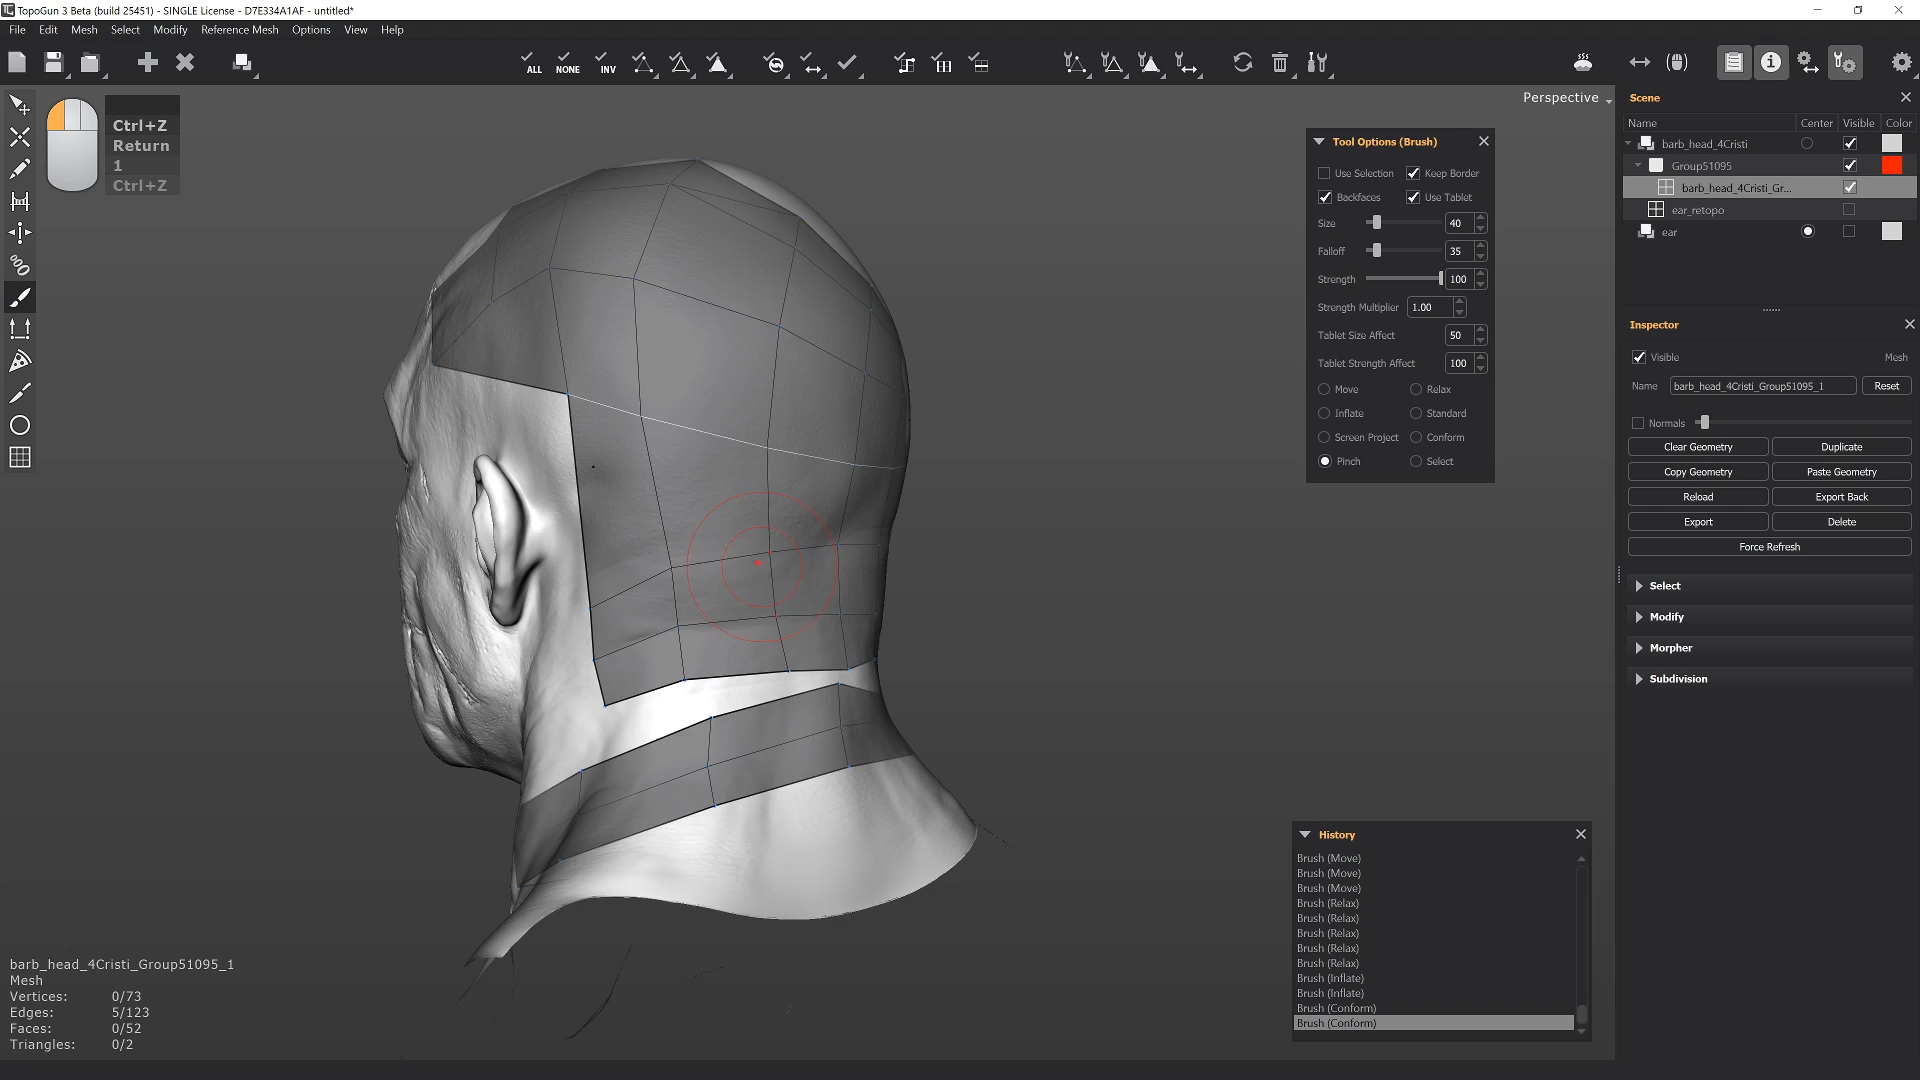 TopoGun 3 Beta (build 25451) - SINGLE License - D7E334A1AF - untitled*
File Edit Mesh Select Modify Reference Mesh Options View Help
ALL NONE INV
Ctrl+Z
Return
1
Ctrl+Z
Perspective
Tool Options (Brush)
Use Selection Keep Border
Backfaces Use Tablet
Size 40
Falloff 35
Strength 100
Strength Multiplier 1.00
Tablet Size Affect 50
Tablet Strength Affect 100
Move Relax
Inflate Standard
Screen Project Conform
Pinch Select
Scene
Name Center Visible Color
barb_head_4Cristi
Group51095
barb_head_4Cristi_Gr...
ear_retopo
ear
Inspector
Visible Mesh
Name barb_head_4Cristi_Group51095_1 Reset
Normals
Clear Geometry Duplicate
Copy Geometry Paste Geometry
Reload Export Back
Export Delete
Force Refresh
Select
Modify
Morpher
Subdivision
History
Brush (Move)
Brush (Move)
Brush (Move)
Brush (Relax)
Brush (Relax)
Brush (Relax)
Brush (Relax)
Brush (Relax)
Brush (Inflate)
Brush (Inflate)
Brush (Conform)
Brush (Conform)
barb_head_4Cristi_Group51095_1
Mesh
Vertices: 0/73
Edges: 5/123
Faces: 0/52
Triangles: 0/2